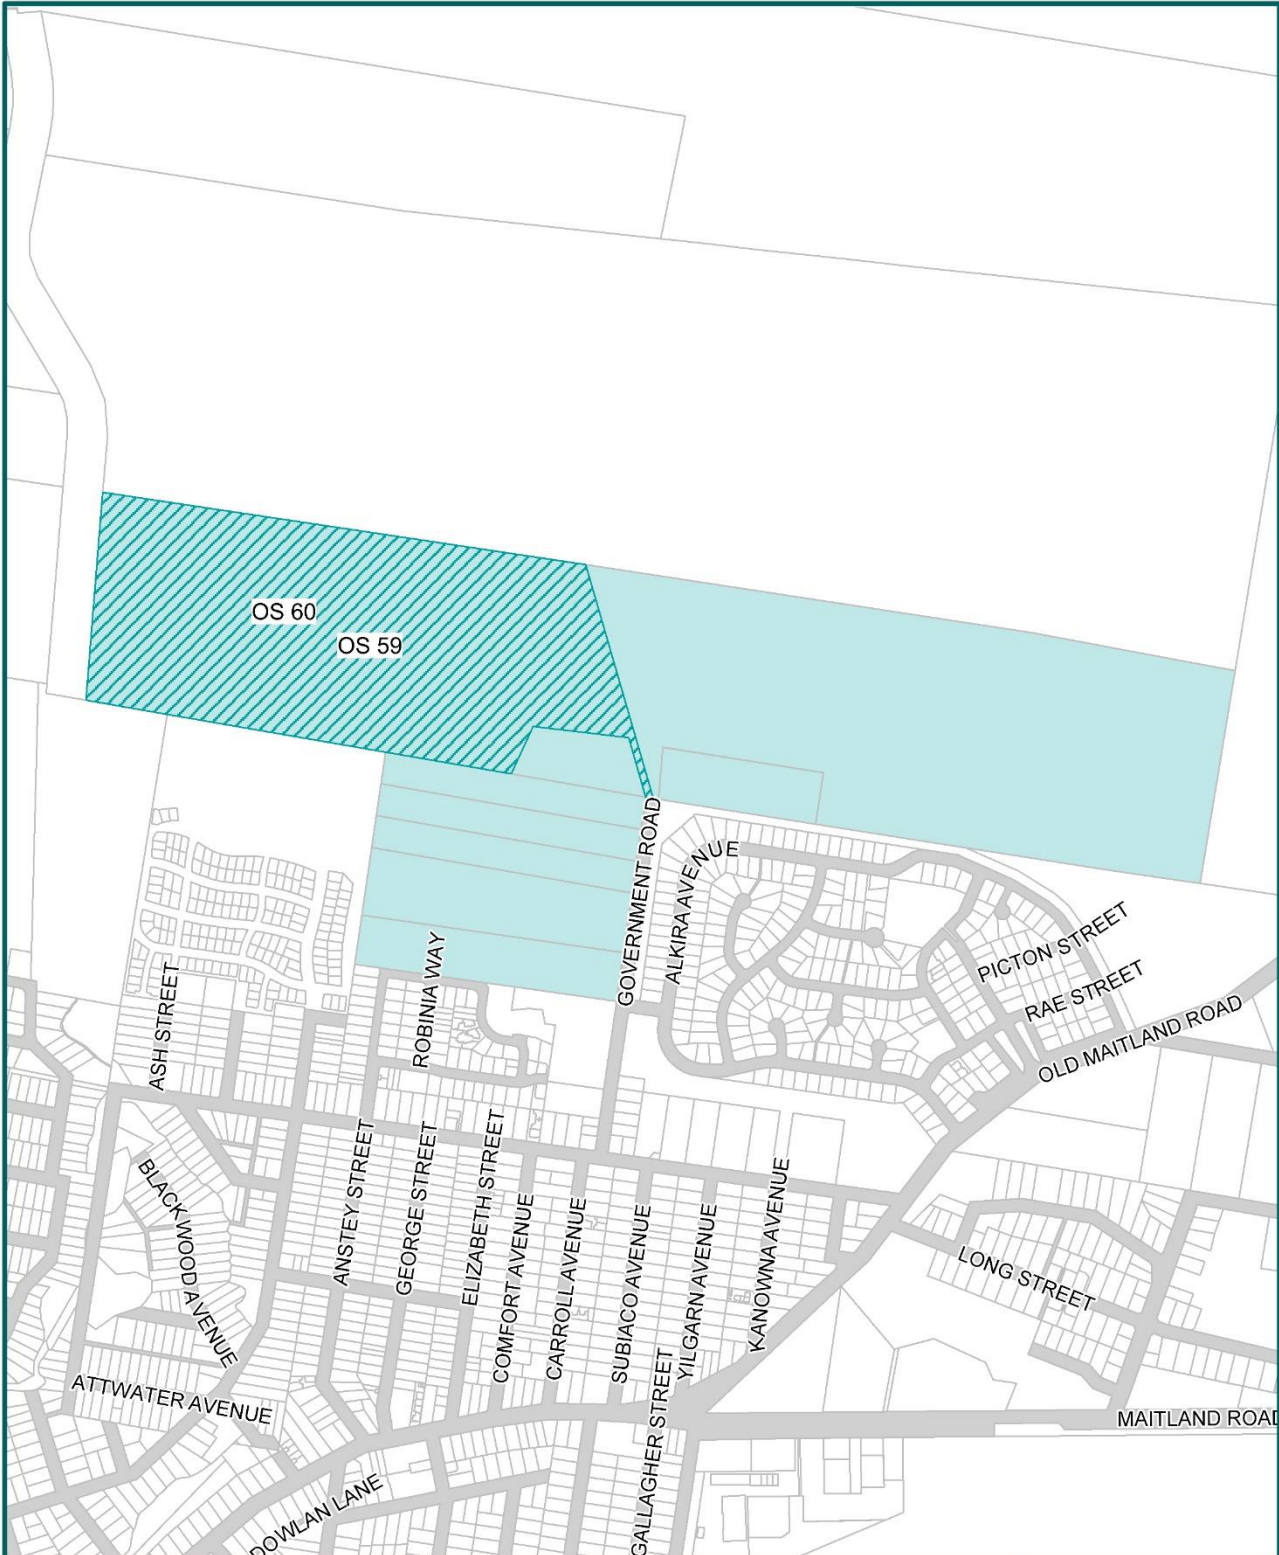 OS 60
OS 59
GOVERNMENT ROAD
ALKIRA AVENUE
PICTON STREET
RAE STREET
OLD MAITLAND ROAD
ROBINIA WAY
ASH STREET
BLACKWOOD AVENUE
ANSTEY STREET
GEORGE STREET
ELIZABETH STREET
COMFORT AVENUE
CARROLL AVENUE
SUBIACO AVENUE
YILGARN AVENUE
KANOWNA AVENUE
LONG STREET
ATTWATER AVENUE
MAITLAND ROAD
GALLAGHER STREET
DOWLAN LANE